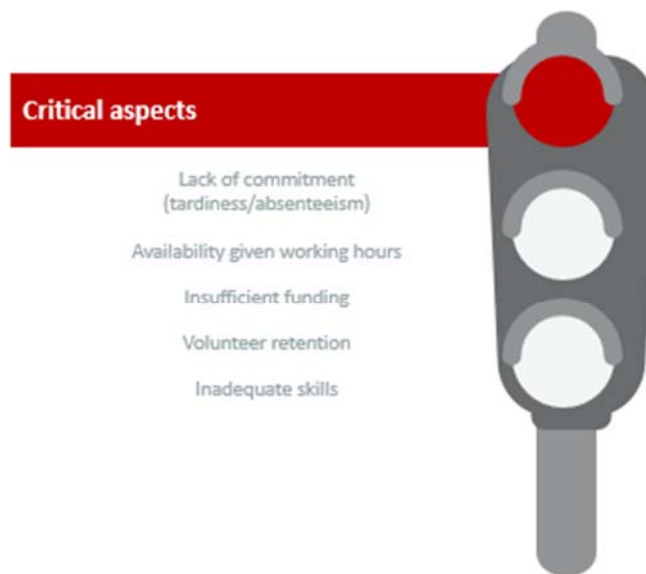 Critical aspects
Lack of commitment
(tardiness/absenteeism)
Availability given working hours
Insufficient funding
Volunteer retention
Inadequate skills